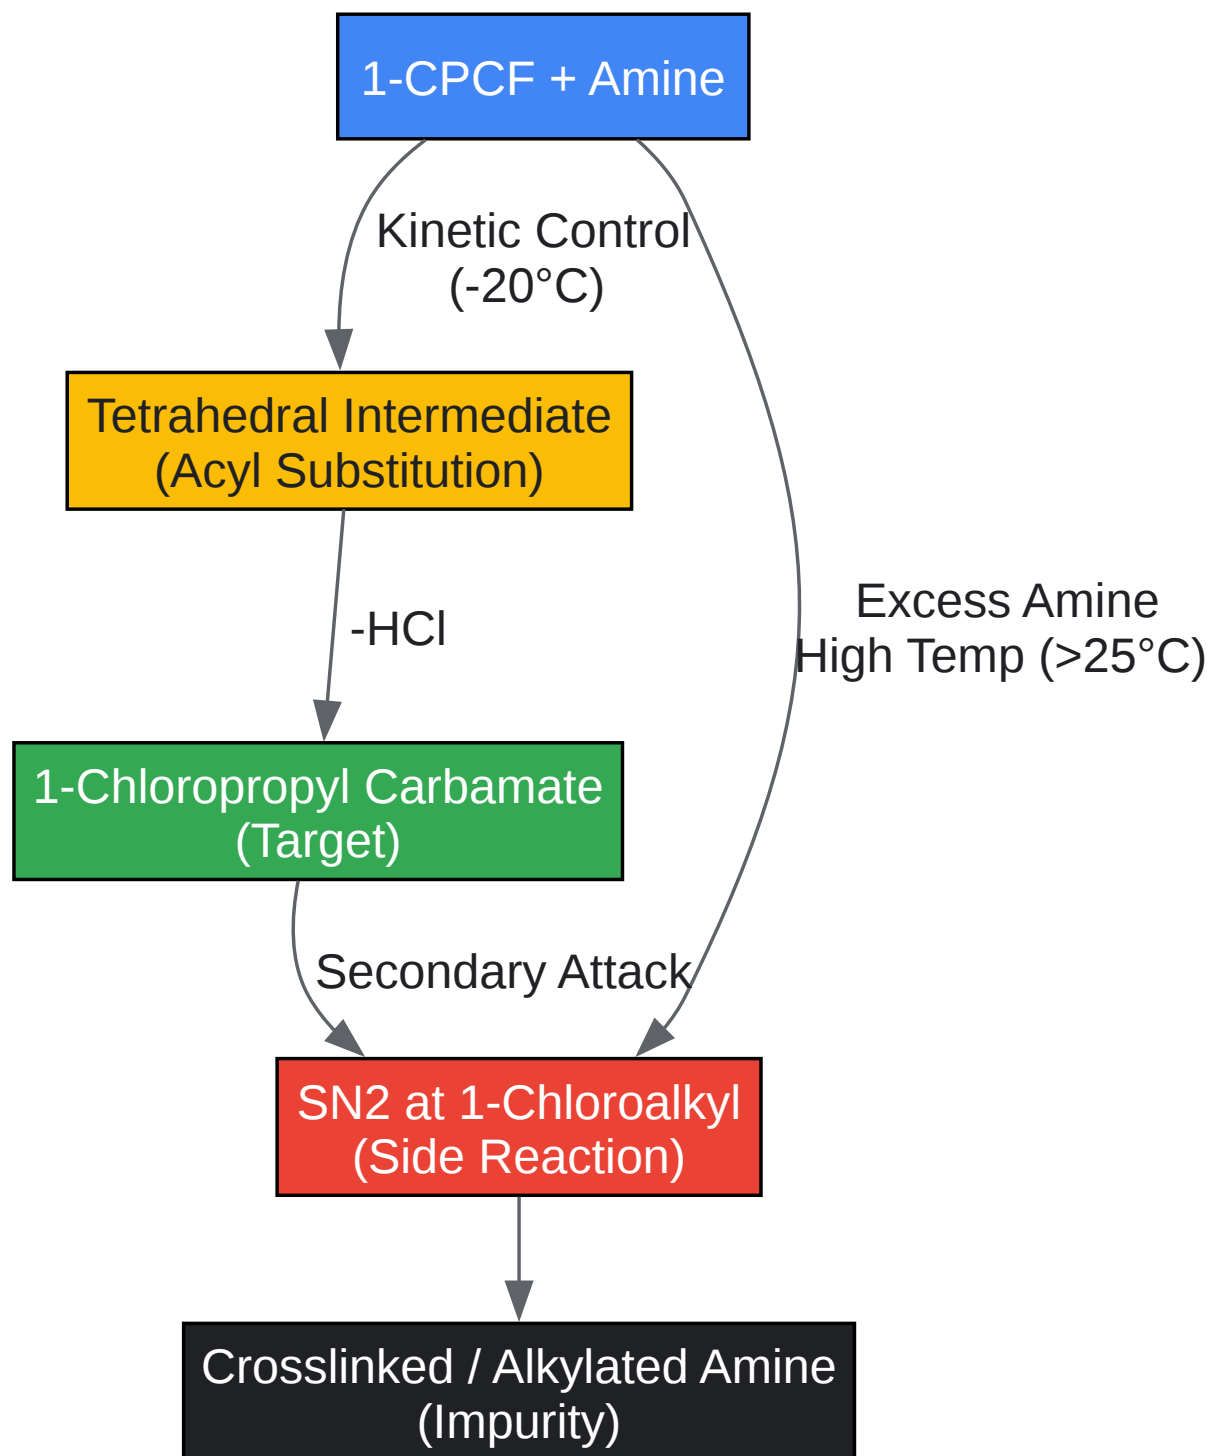 1-CPCF + Amine
Kinetic Control
(-20°C)
Tetrahedral Intermediate
(Acyl Substitution)
Excess Amine
High Temp (>25°C)
-HCl
1-Chloropropyl Carbamate
(Target)
Secondary Attack
SN2 at 1-Chloroalkyl
(Side Reaction)
Crosslinked / Alkylated Amine
(Impurity)